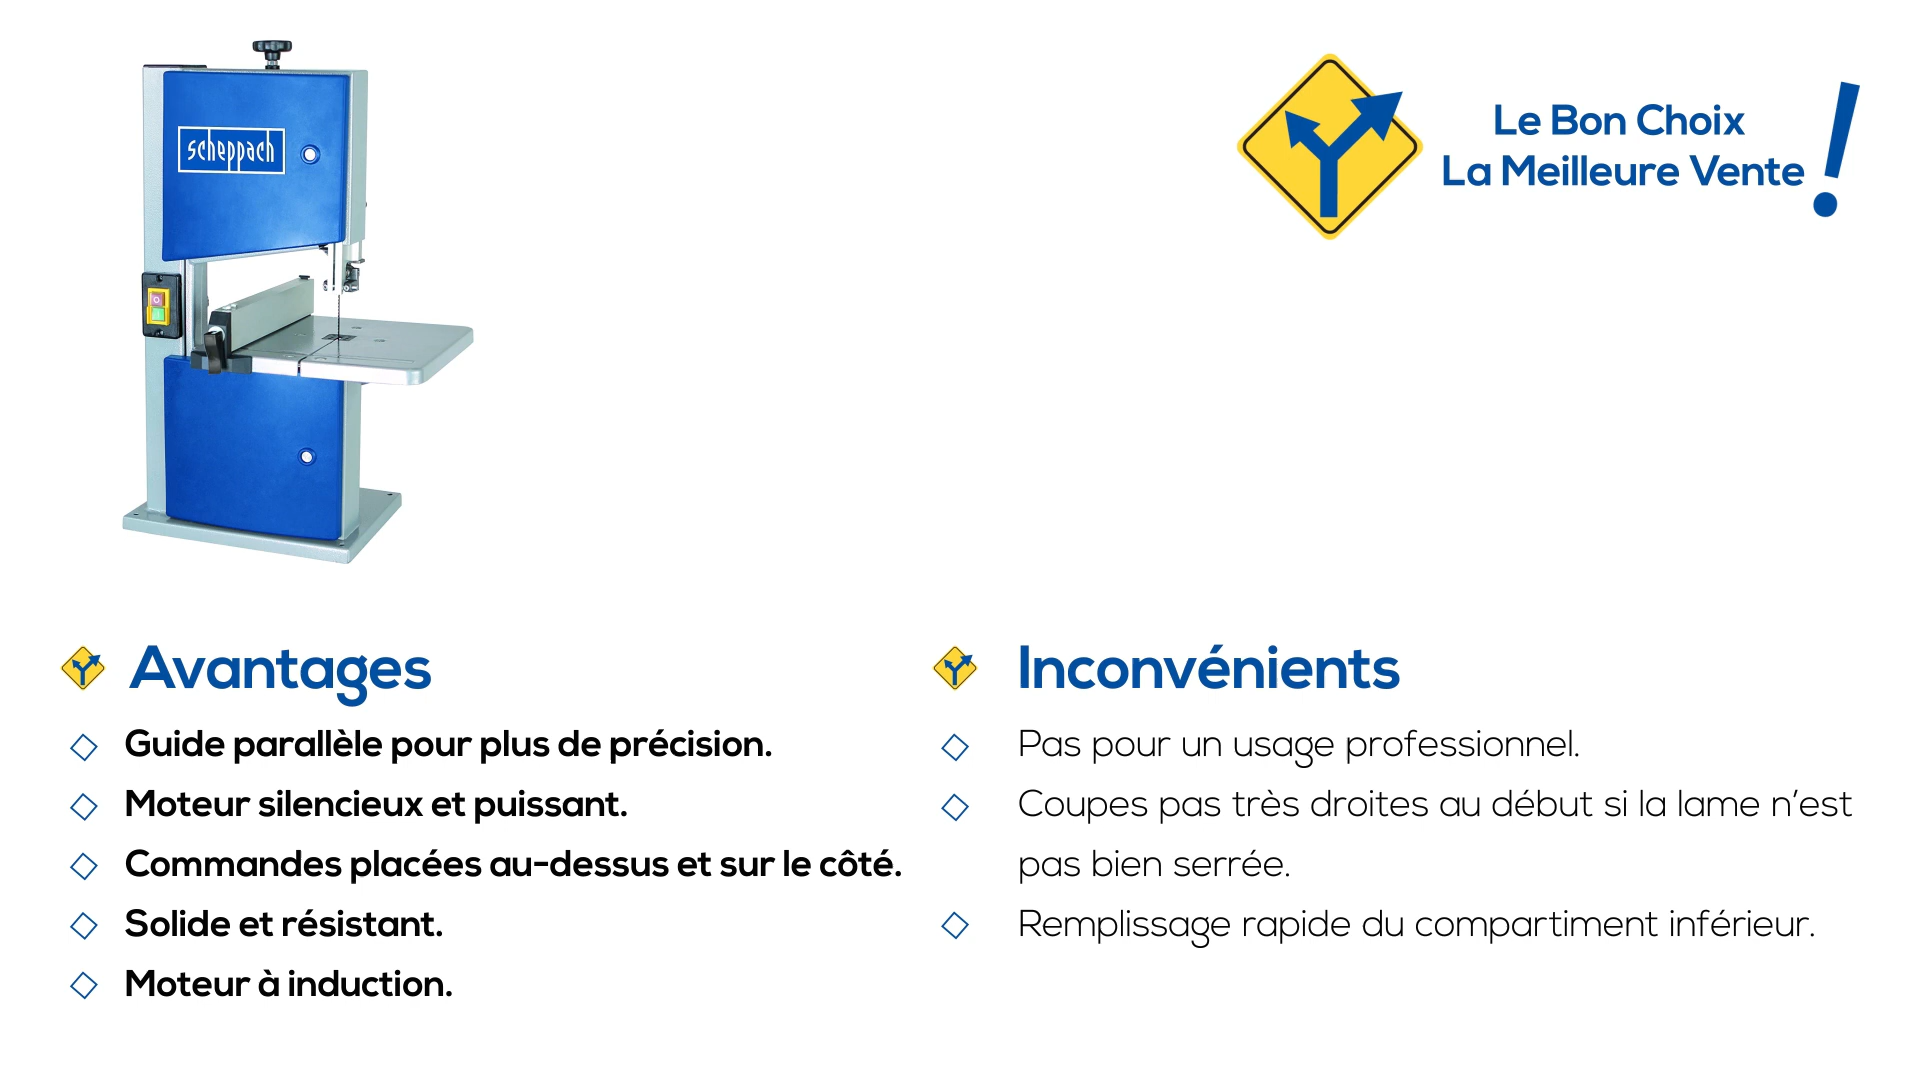 scheppach
Le Bon Choix
La Meilleure Vente
!
Avantages
Guide parallèle pour plus de précision.
Moteur silencieux et puissant.
Commandes placées au-dessus et sur le côté.
Solide et résistant.
Moteur à induction.
Inconvénients
Pas pour un usage professionnel.
Coupes pas très droites au début si la lame n’est
pas bien serrée.
Remplissage rapide du compartiment inférieur.